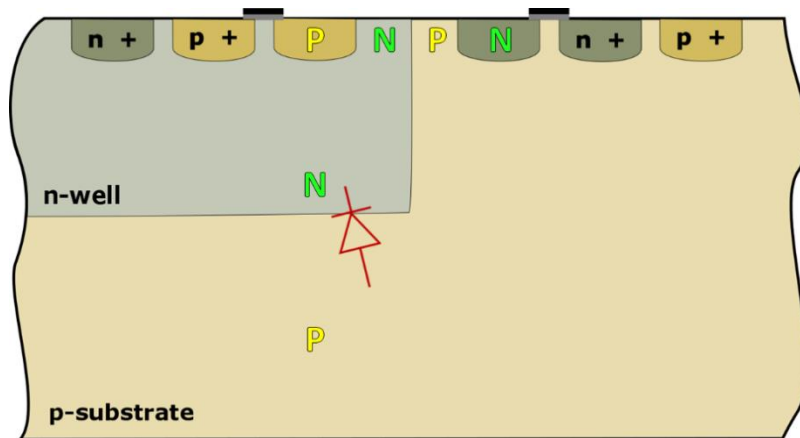 n + p + P N P N n + p +
N
n-well
P
p-substrate